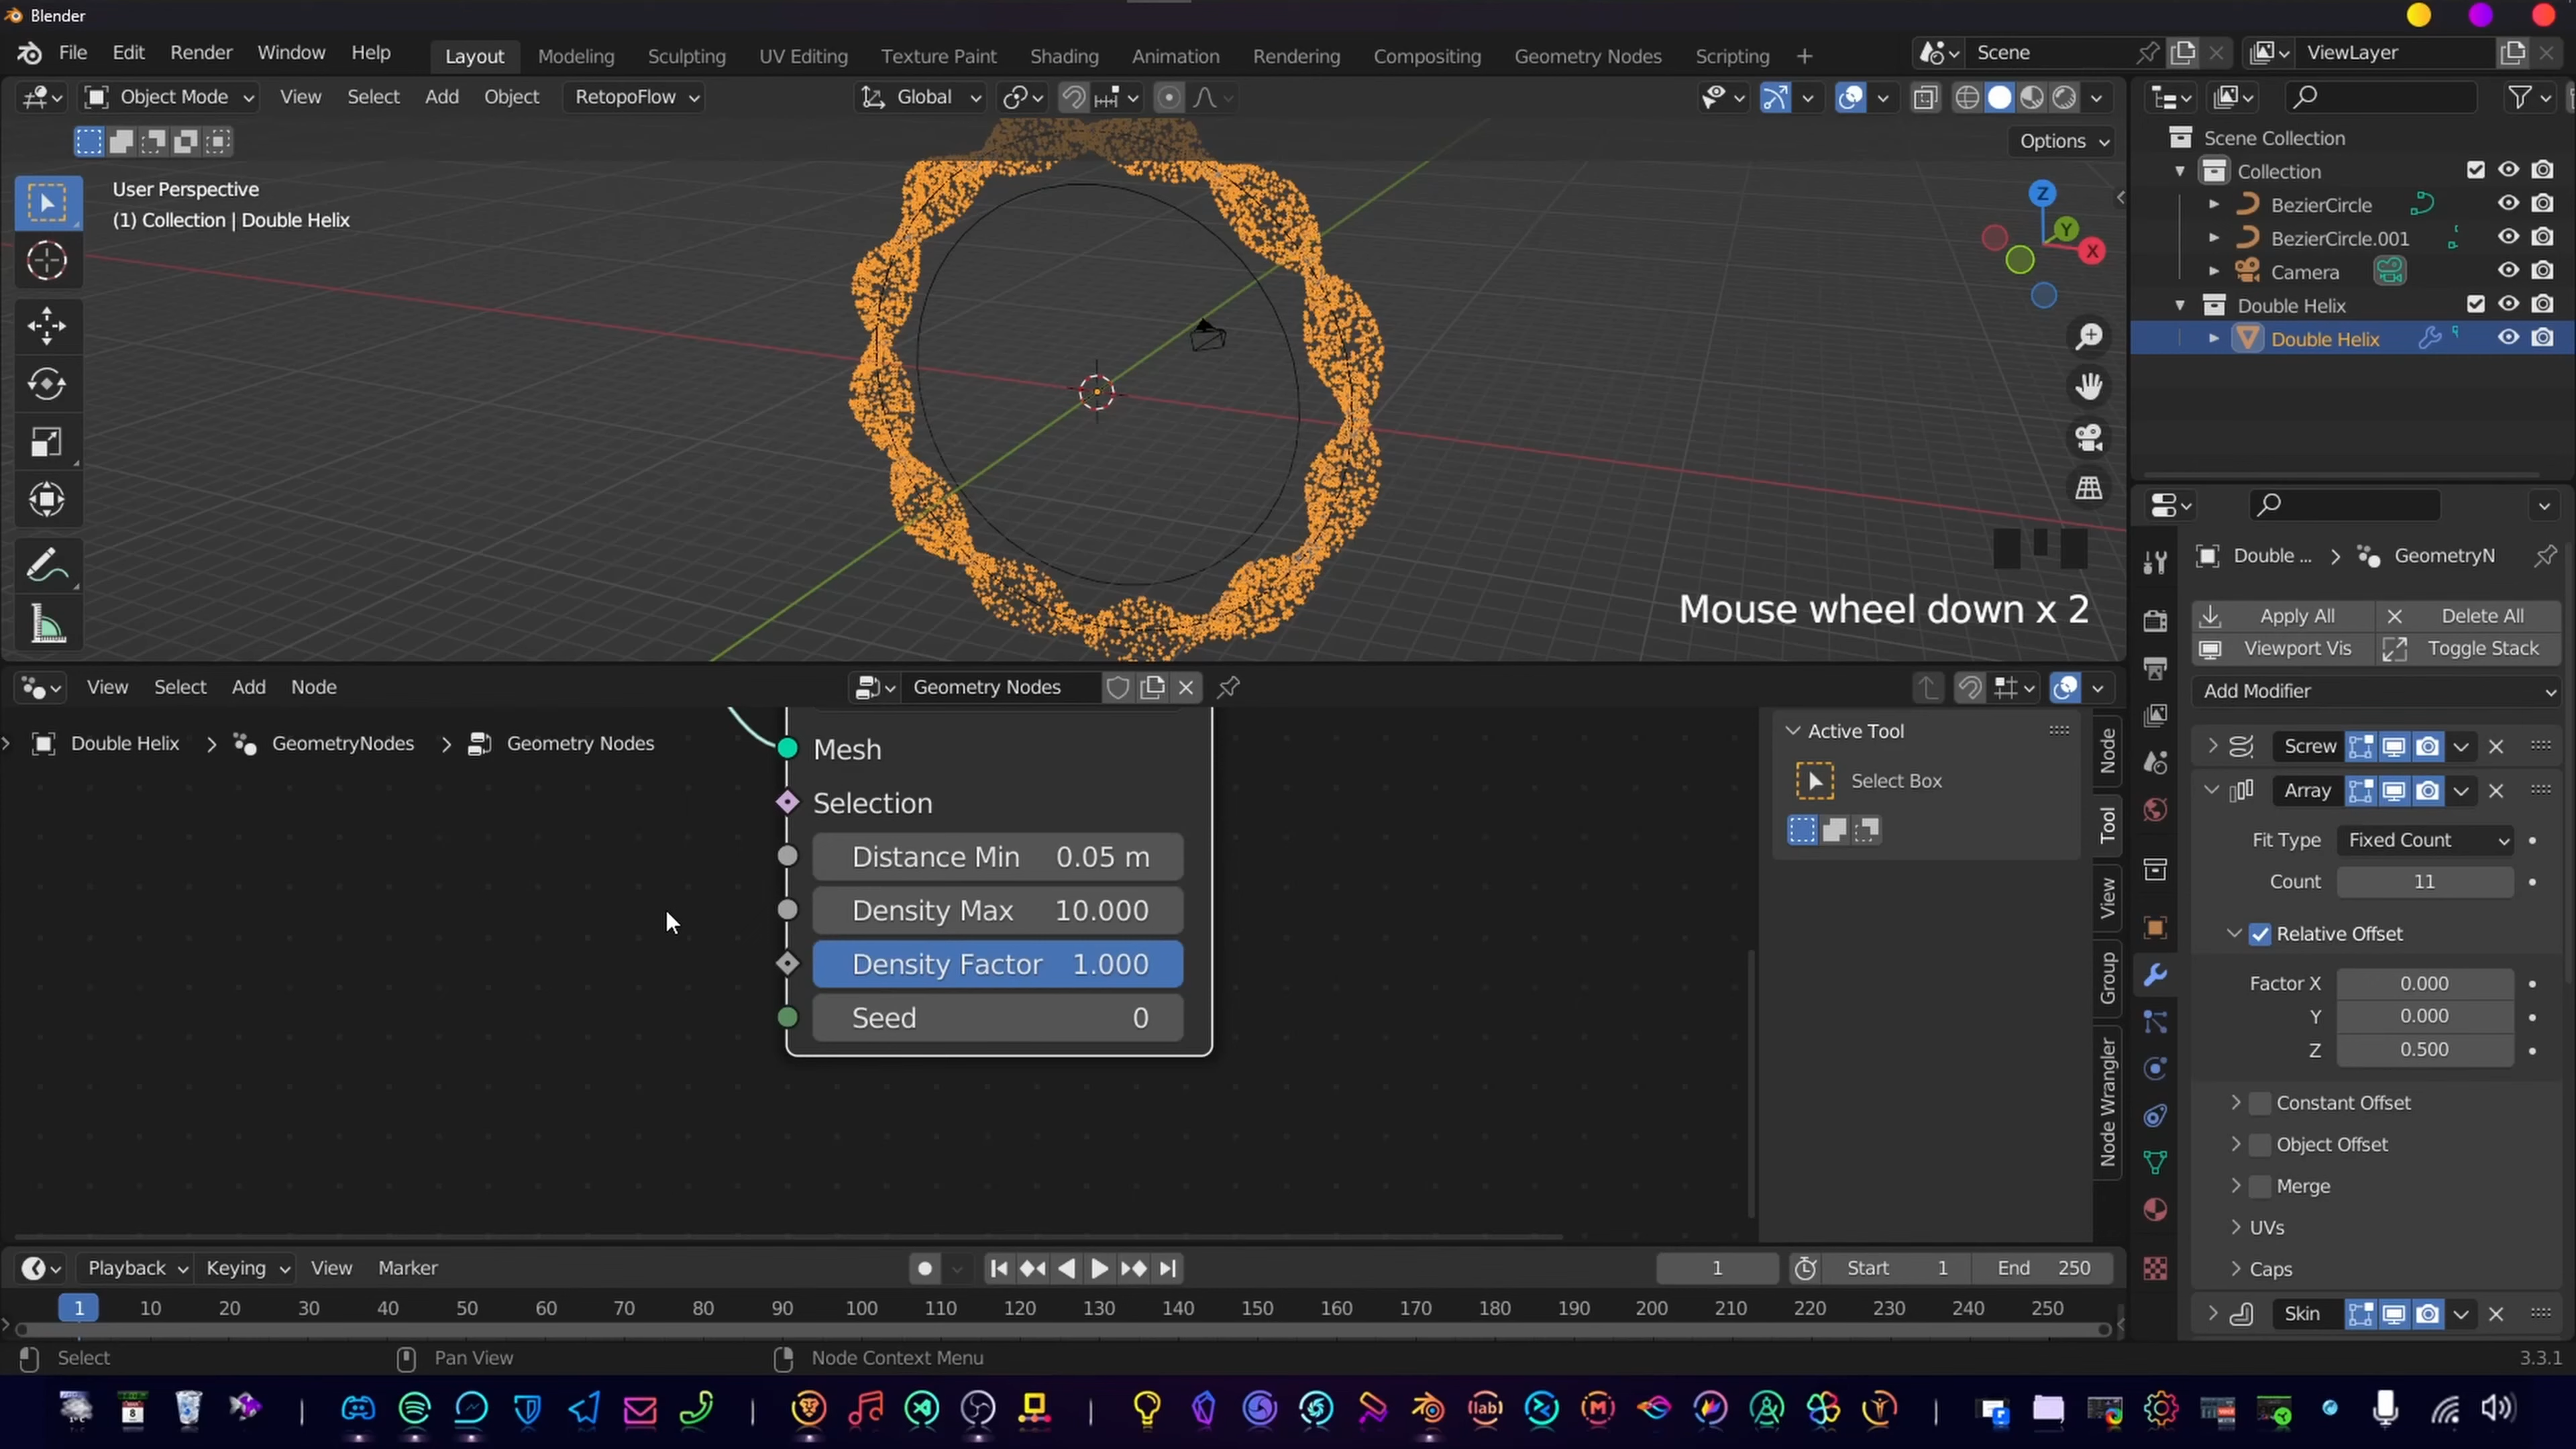 Blender
File Edit Render Window Help Layout Modeling Sculpting UV Editing Texture Paint Shading Animation Rendering Compositing Geometry Nodes Scripting + Scene ViewLayer
Object Mode View Select Add Object RetopoFlow Global
Options
User Perspective
(1) Collection | Double Helix
Z
Y
X
Mouse wheel down x 2
Scene Collection
Collection
BezierCircle
BezierCircle.001
Camera
Double Helix
Double Helix
Double ... > GeometryN
Apply All Delete All
Viewport Vis Toggle Stack
Add Modifier
Screw
Array
Fit Type Fixed Count
Count 11
Relative Offset
Factor X 0.000
Y 0.000
Z 0.500
Constant Offset
Object Offset
Merge
UVs
Caps
Skin
View Select Add Node Geometry Nodes
Double Helix > GeometryNodes > Geometry Nodes
Mesh
Selection
Distance Min 0.05 m
Density Max 10.000
Density Factor 1.000
Seed 0
Active Tool
Select Box
Node
Tool
View
Group
Node Wrangler
Playback Keying View Marker 1 Start 1 End 250
1 10 20 30 40 50 60 70 80 90 100 110 120 130 140 150 160 170 180 190 200 210 220 230 240 250
Select Pan View Node Context Menu 3.3.1